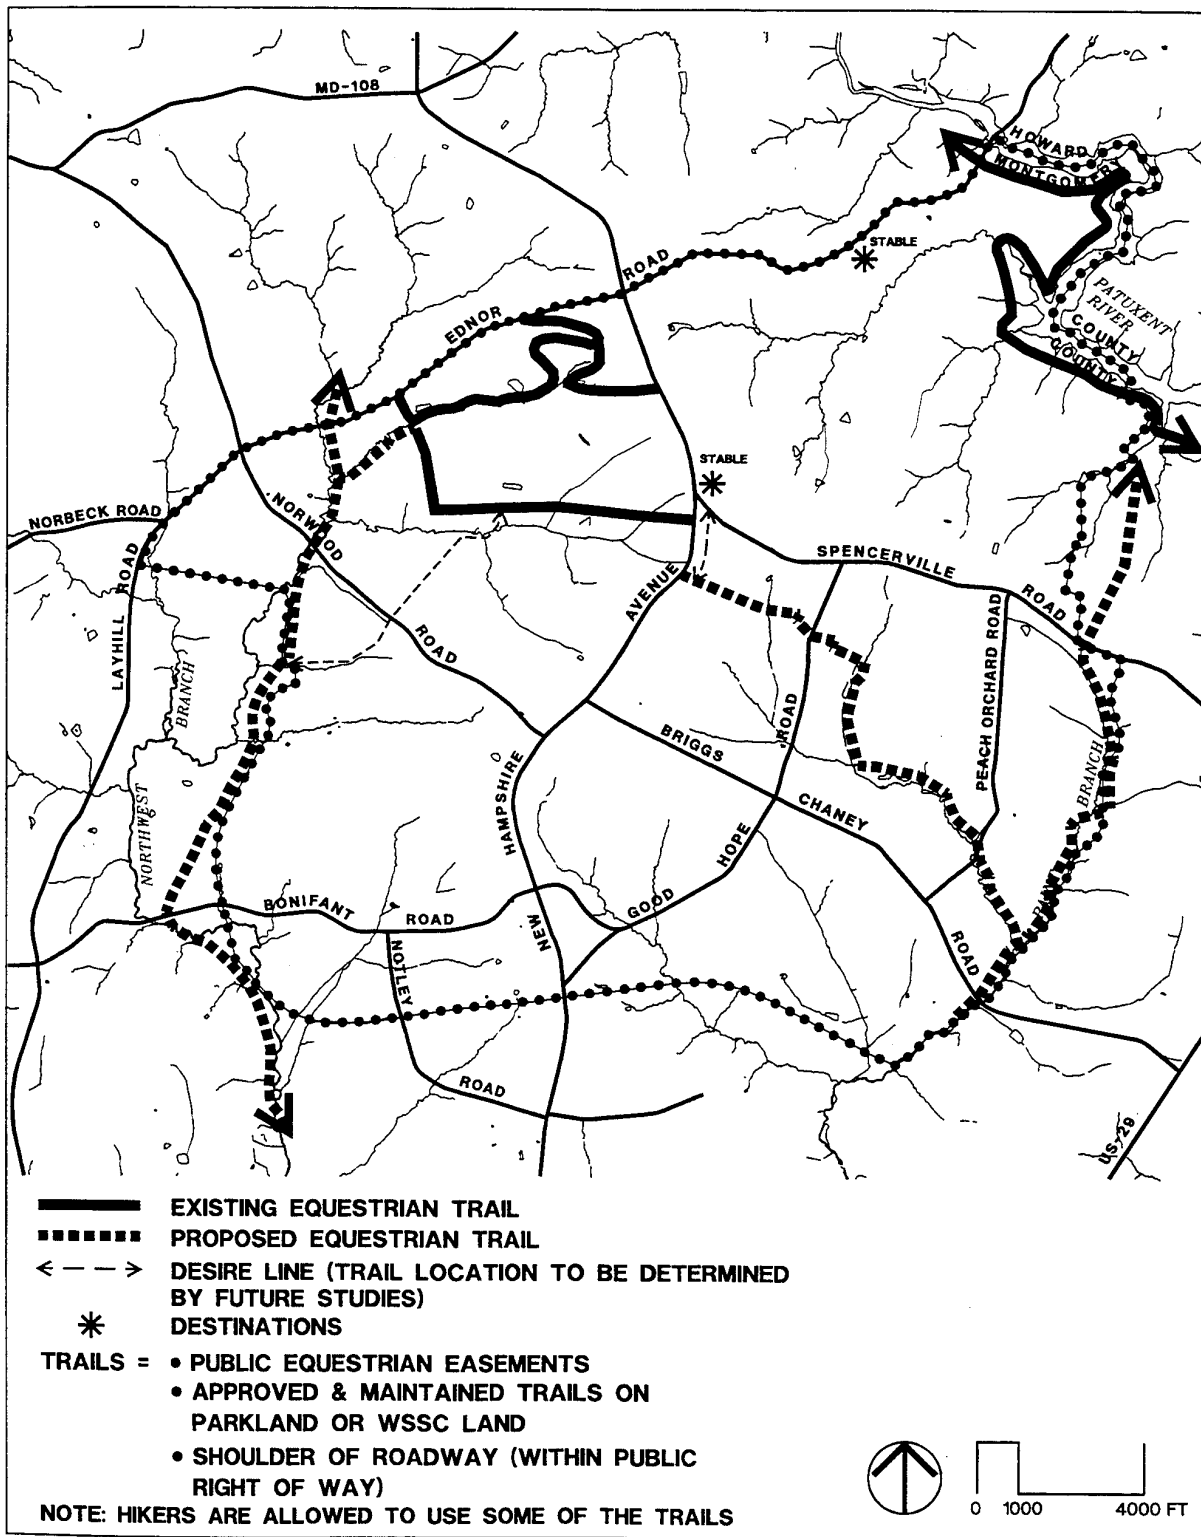 MD-108
HOWARD
MONTGOMERY
STABLE
ROAD
EDNOR
PATUXENT
RIVER
COUNTY
COUNTY
STABLE
NORBECK ROAD
NORWOOD
ROAD
LAYHILL ROAD
BRANCH
AVENUE
SPENCERVILLE
ROAD
PEACH ORCHARD ROAD
ROAD
BRIGGS
CHANEY
HAMPSHIRE
BRANCH
NORTHWEST
HOPE
GOOD
BONIFANT
ROAD
NEW
NOTLEY
ROAD
ROAD
US-29
EXISTING EQUESTRIAN TRAIL
PROPOSED EQUESTRIAN TRAIL
DESIRE LINE (TRAIL LOCATION TO BE DETERMINED
BY FUTURE STUDIES)
DESTINATIONS
TRAILS = • PUBLIC EQUESTRIAN EASEMENTS
• APPROVED & MAINTAINED TRAILS ON
PARKLAND OR WSSC LAND
• SHOULDER OF ROADWAY (WITHIN PUBLIC
RIGHT OF WAY)
NOTE: HIKERS ARE ALLOWED TO USE SOME OF THE TRAILS
0 1000 4000 FT